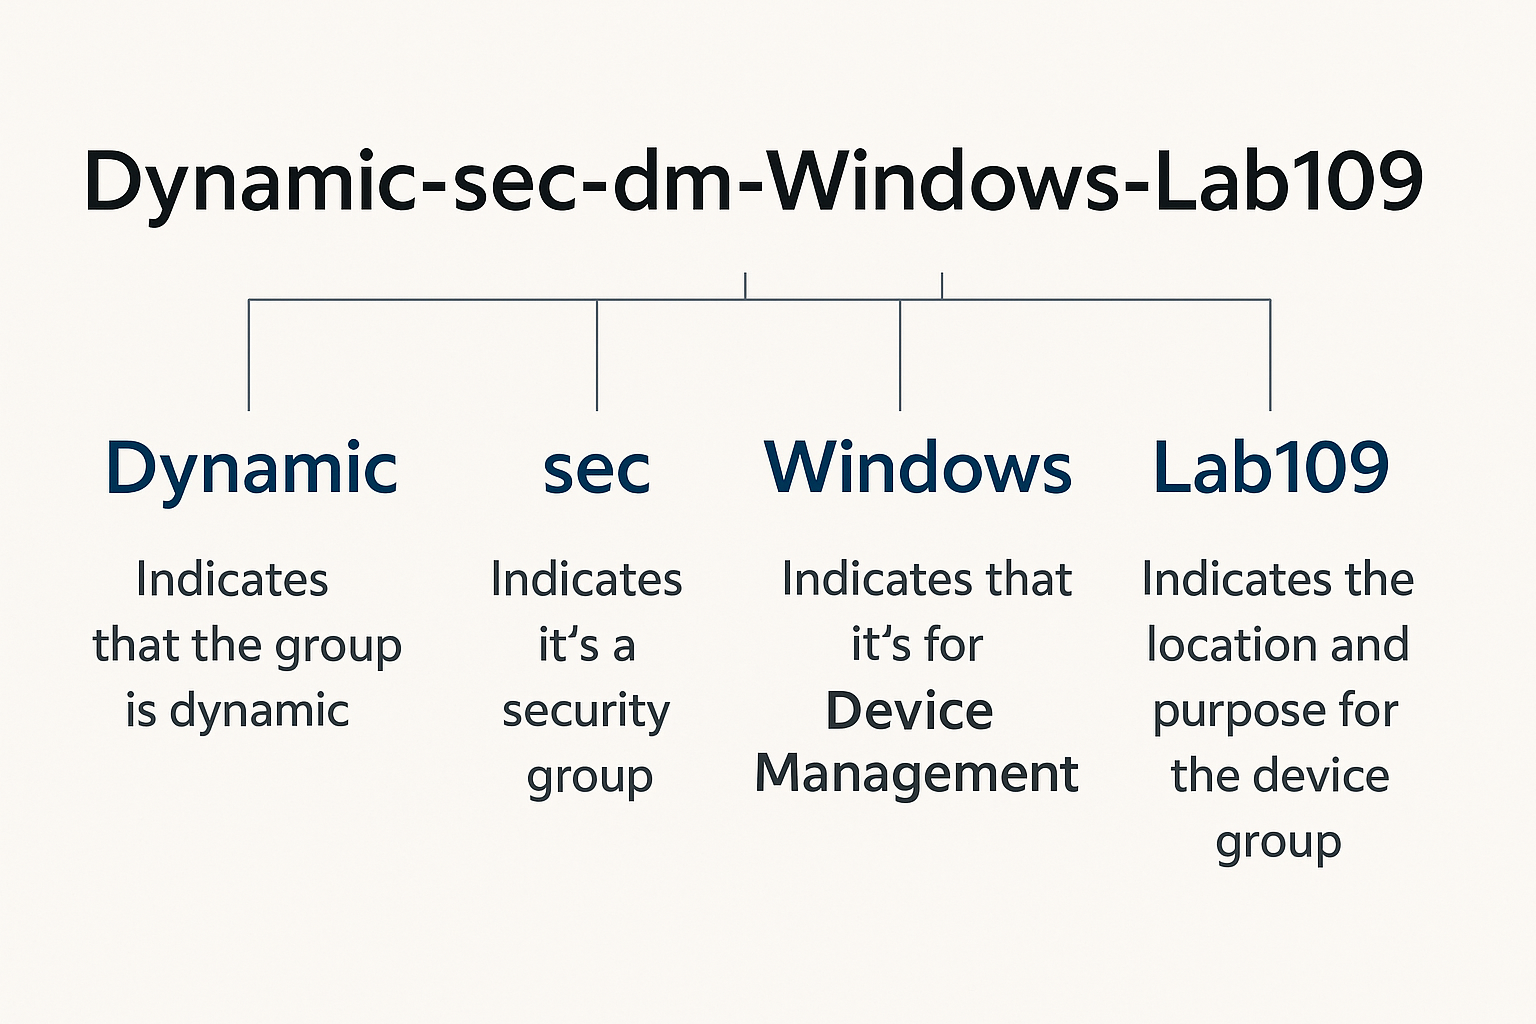 Dynamic-sec-dm-Windows-Lab109
Dynamic
Indicates
that the group
is dynamic
sec
Indicates
it‘s a
security
group
Windows
Indicates that
it‘s for
Device
Management
Lab109
Indicates the
location and
purpose for
the device
group